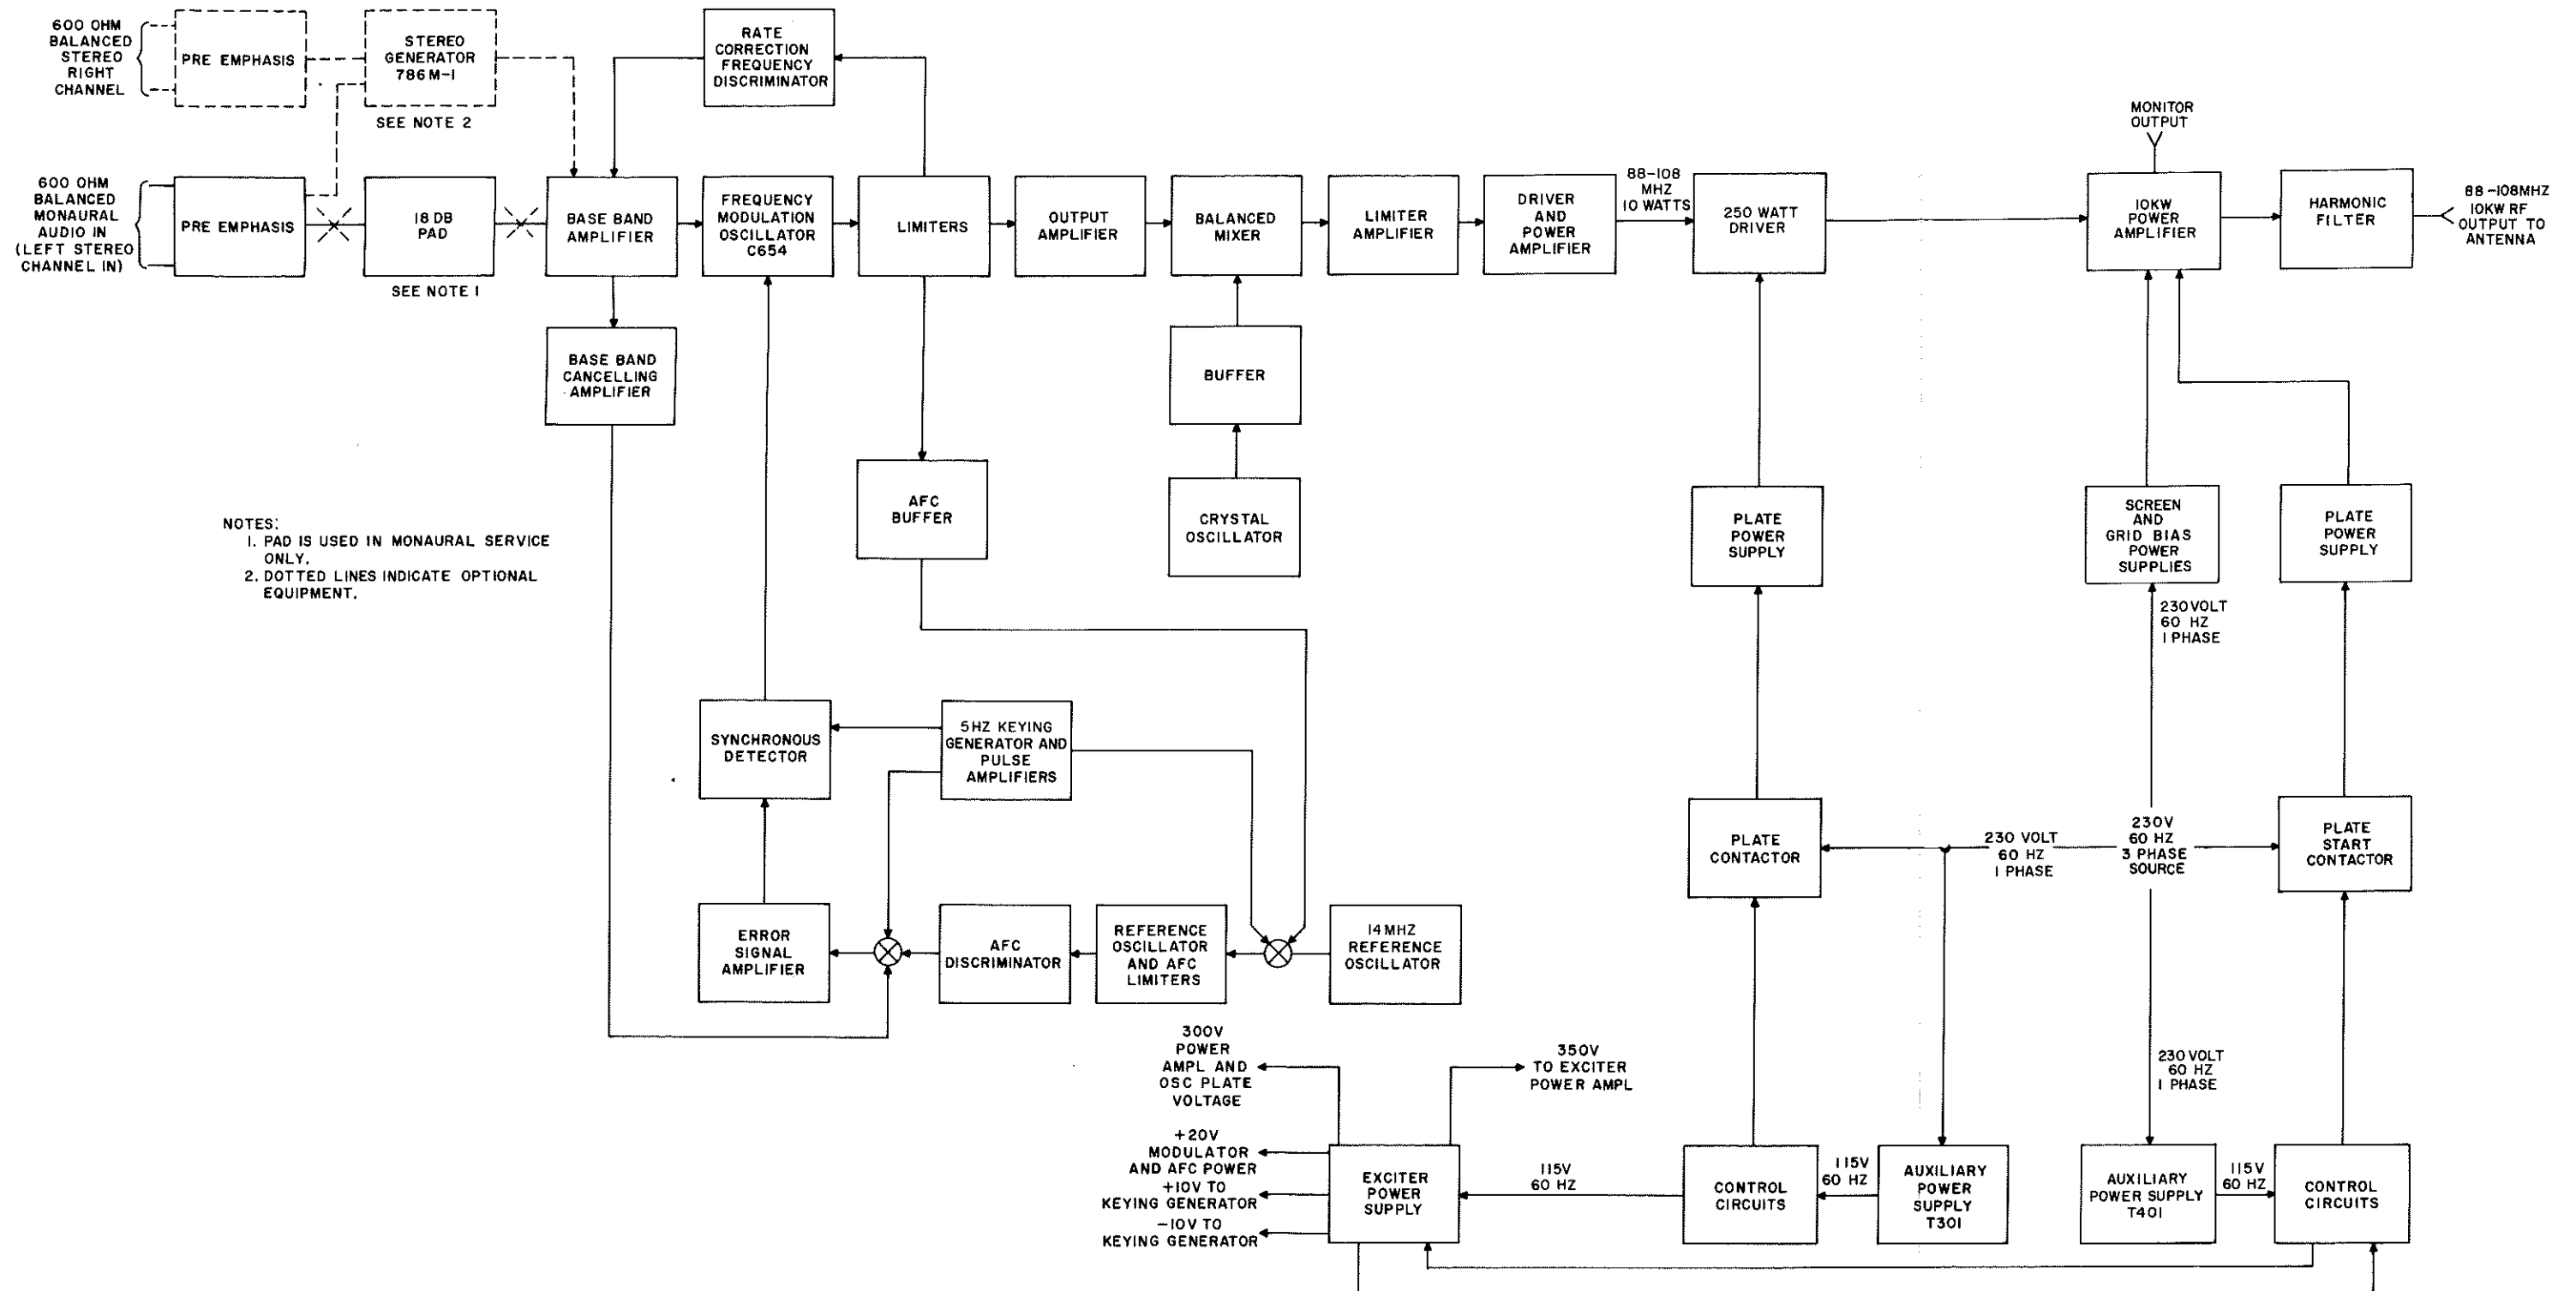 600 OHM
BALANCED
STEREO
RIGHT
CHANNEL
PRE EMPHASIS
STEREO
GENERATOR
786M-1
SEE NOTE 2
RATE
CORRECTION
FREQUENCY
DISCRIMINATOR
600 OHM
BALANCED
MONAURAL
AUDIO IN
(LEFT STEREO
CHANNEL IN)
PRE EMPHASIS
18 DB
PAD
SEE NOTE 1
BASE BAND
AMPLIFIER
FREQUENCY
MODULATION
OSCILLATOR
C654
LIMITERS
OUTPUT
AMPLIFIER
BALANCED
MIXER
LIMITER
AMPLIFIER
DRIVER
AND
POWER
AMPLIFIER
88-108
MHZ
10 WATTS
250 WATT
DRIVER
MONITOR
OUTPUT
10KW
POWER
AMPLIFIER
HARMONIC
FILTER
88-108MHZ
10KW RF
OUTPUT TO
ANTENNA
BASE BAND
CANCELLING
AMPLIFIER
BUFFER
AFC
BUFFER
CRYSTAL
OSCILLATOR
PLATE
POWER
SUPPLY
SCREEN
AND
GRID BIAS
POWER
SUPPLIES
PLATE
POWER
SUPPLY
NOTES:
1. PAD IS USED IN MONAURAL SERVICE
ONLY.
2. DOTTED LINES INDICATE OPTIONAL
EQUIPMENT.
230VOLT
60 HZ
1 PHASE
SYNCHRONOUS
DETECTOR
5HZ KEYING
GENERATOR AND
PULSE
AMPLIFIERS
PLATE
CONTACTOR
230 VOLT
60 HZ
1 PHASE
230V
60 HZ
3 PHASE
SOURCE
PLATE
START
CONTACTOR
ERROR
SIGNAL
AMPLIFIER
AFC
DISCRIMINATOR
REFERENCE
OSCILLATOR
AND AFC
LIMITERS
14MHZ
REFERENCE
OSCILLATOR
300V
POWER
AMPL AND
OSC PLATE
VOLTAGE
350V
TO EXCITER
POWER AMPL
230VOLT
60 HZ
1 PHASE
+20V
MODULATOR
AND AFC POWER
+10V TO
KEYING GENERATOR
-10V TO
KEYING GENERATOR
EXCITER
POWER
SUPPLY
115V
60 HZ
CONTROL
CIRCUITS
115V
60 HZ
AUXILIARY
POWER
SUPPLY
T301
AUXILIARY
POWER SUPPLY
T401
115V
60 HZ
CONTROL
CIRCUITS